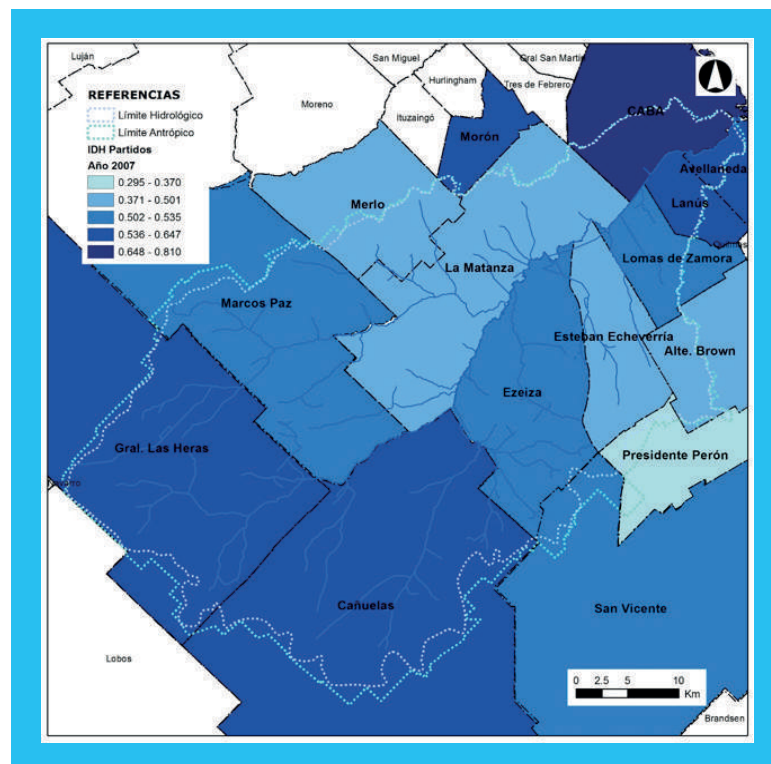 Luján
San Miguel
Gral San Martín
Hurlingham
Tres de Febrero
Moreno
Ituzaingó
CABA
Morón
REFERENCIAS
Límite Hidrológico
Límite Antrópico
IDH Partidos
Año 2007
0.295 - 0.370
0.371 - 0.501
0.502 - 0.535
0.536 - 0.647
0.648 - 0.810
Avellaneda
Lanús
Merlo
Quilmes
Lomas de Zamora
La Matanza
Marcos Paz
Esteban Echeverría
Alte. Brown
Ezeiza
Gral. Las Heras
Presidente Perón
Navarro
Cañuelas
San Vicente
Lobos
0 2.5 5 10
Km
Brandsen